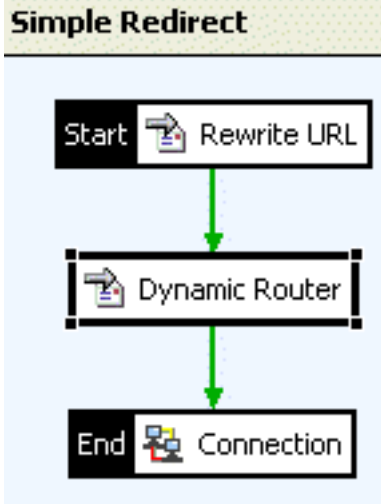 Simple Redirect
Start Rewrite URL
Dynamic Router
End Connection